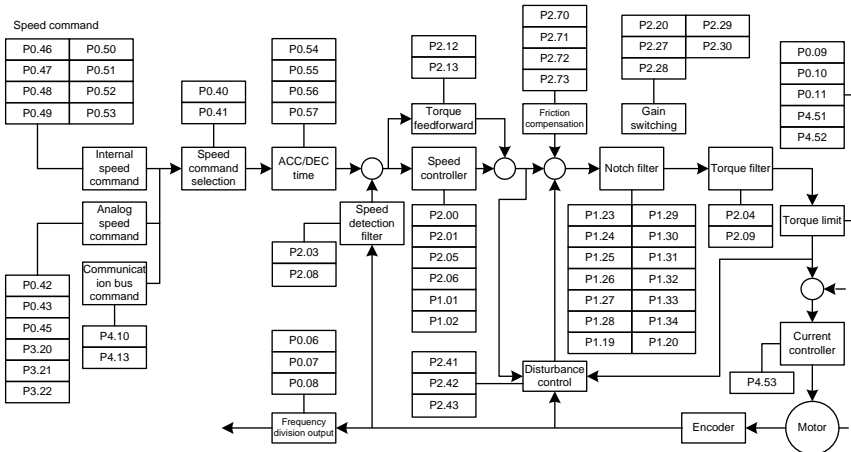 Speed command
P0.46 P0.50
P0.47 P0.51
P0.48 P0.52
P0.49 P0.53
P0.40
P0.41
P0.54
P0.55
P0.56
P0.57
P2.12
P2.13
P2.70
P2.71
P2.72
P2.73
P2.20 P2.29
P2.27 P2.30
P2.28
P0.09
P0.10
P0.11
P4.51
P4.52
Torque
feedforward
Friction
compensation
Gain
switching
Internal
speed
command
Speed
command
selection
ACC/DEC
time
Speed
controller
Notch filter
Torque filter
Analog
speed
command
Speed
detection
filter
Torque limit
P2.03
P2.08
P2.00
P2.01
P2.05
P2.06
P1.01
P1.02
P1.23 P1.29
P1.24 P1.30
P1.25 P1.31
P1.26 P1.32
P1.27 P1.33
P1.28 P1.34
P1.19 P1.20
P2.04
P2.09
Communicat
ion bus
command
P0.42
P0.43
P0.45
P3.20
P3.21
P3.22
P4.10
P4.13
P0.06
P0.07
P0.08
P2.41
P2.42
P2.43
Disturbance
control
Current
controller
P4.53
Frequency
division output
Encoder
Motor